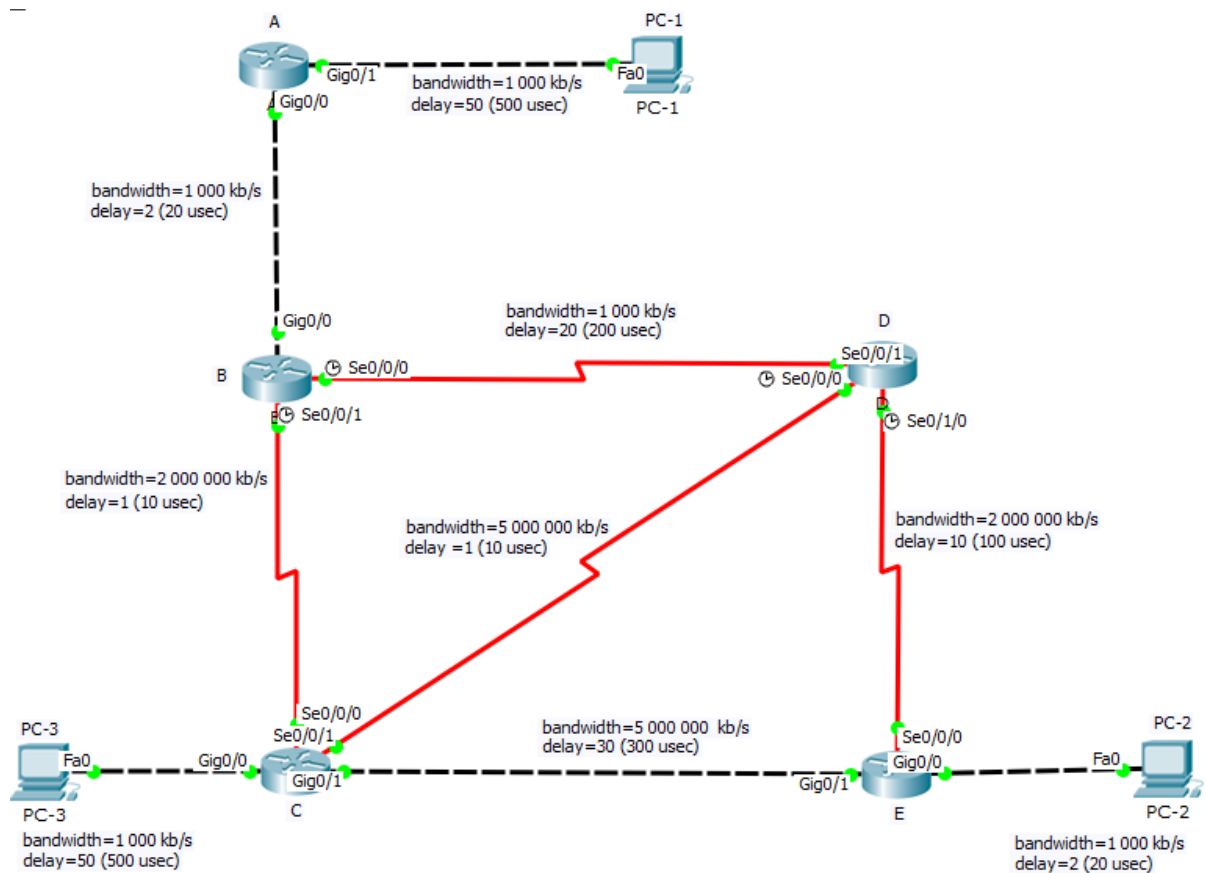 A
PC-1
Gig0/1
Fa0
bandwidth=1 000 kb/s
delay=50 (500 usec)
PC-1
Gig0/0
bandwidth=1 000 kb/s
delay=2 (20 usec)
Gig0/0
bandwidth=1 000 kb/s
delay=20 (200 usec)
D
Se0/0/1
B
Se0/0/0
Se0/0/0
D
Se0/0/1
Se0/1/0
bandwidth=2 000 000 kb/s
delay=1 (10 usec)
bandwidth=5 000 000 kb/s
delay =1 (10 usec)
bandwidth=2 000 000 kb/s
delay=10 (100 usec)
Se0/0/0
Se0/0/1
bandwidth=5 000 000 kb/s
delay=30 (300 usec)
Se0/0/0
PC-3
PC-2
Fa0
Gig0/0
Gig0/1
Gig0/1
Gig0/0
Fa0
PC-3
C
E
PC-2
bandwidth=1 000 kb/s
delay=50 (500 usec)
bandwidth=1 000 kb/s
delay=2 (20 usec)